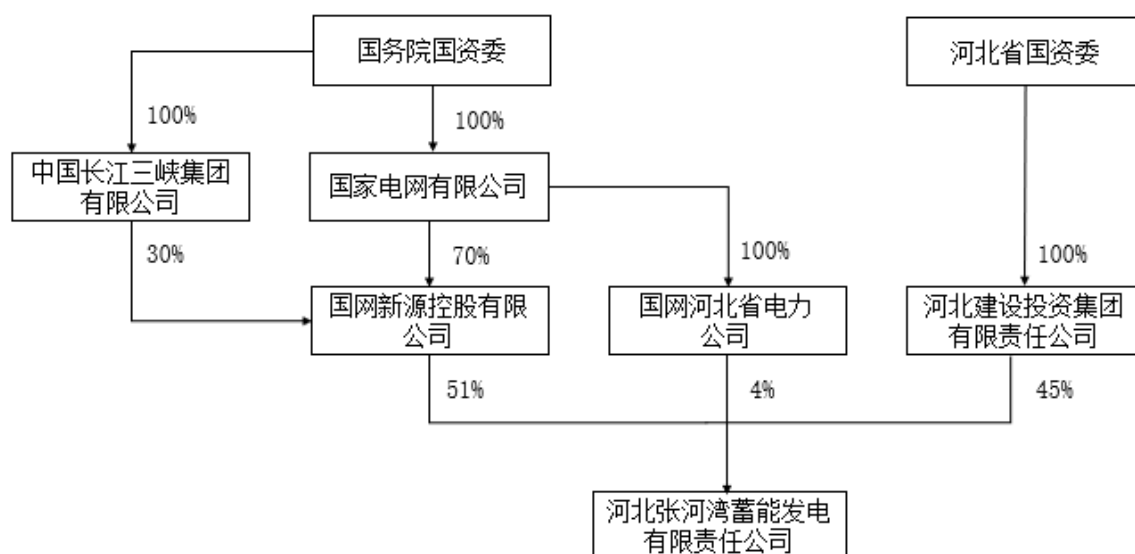 国务院国资委
河北省国资委
100%
100%
中国长江三峡集团
有限公司
国家电网有限公司
30%
70%
100%
100%
国网新源控股有限
公司
国网河北省电力
公司
河北建设投资集团
有限责任公司
51%
4%
45%
河北张河湾蓄能发电
有限责任公司